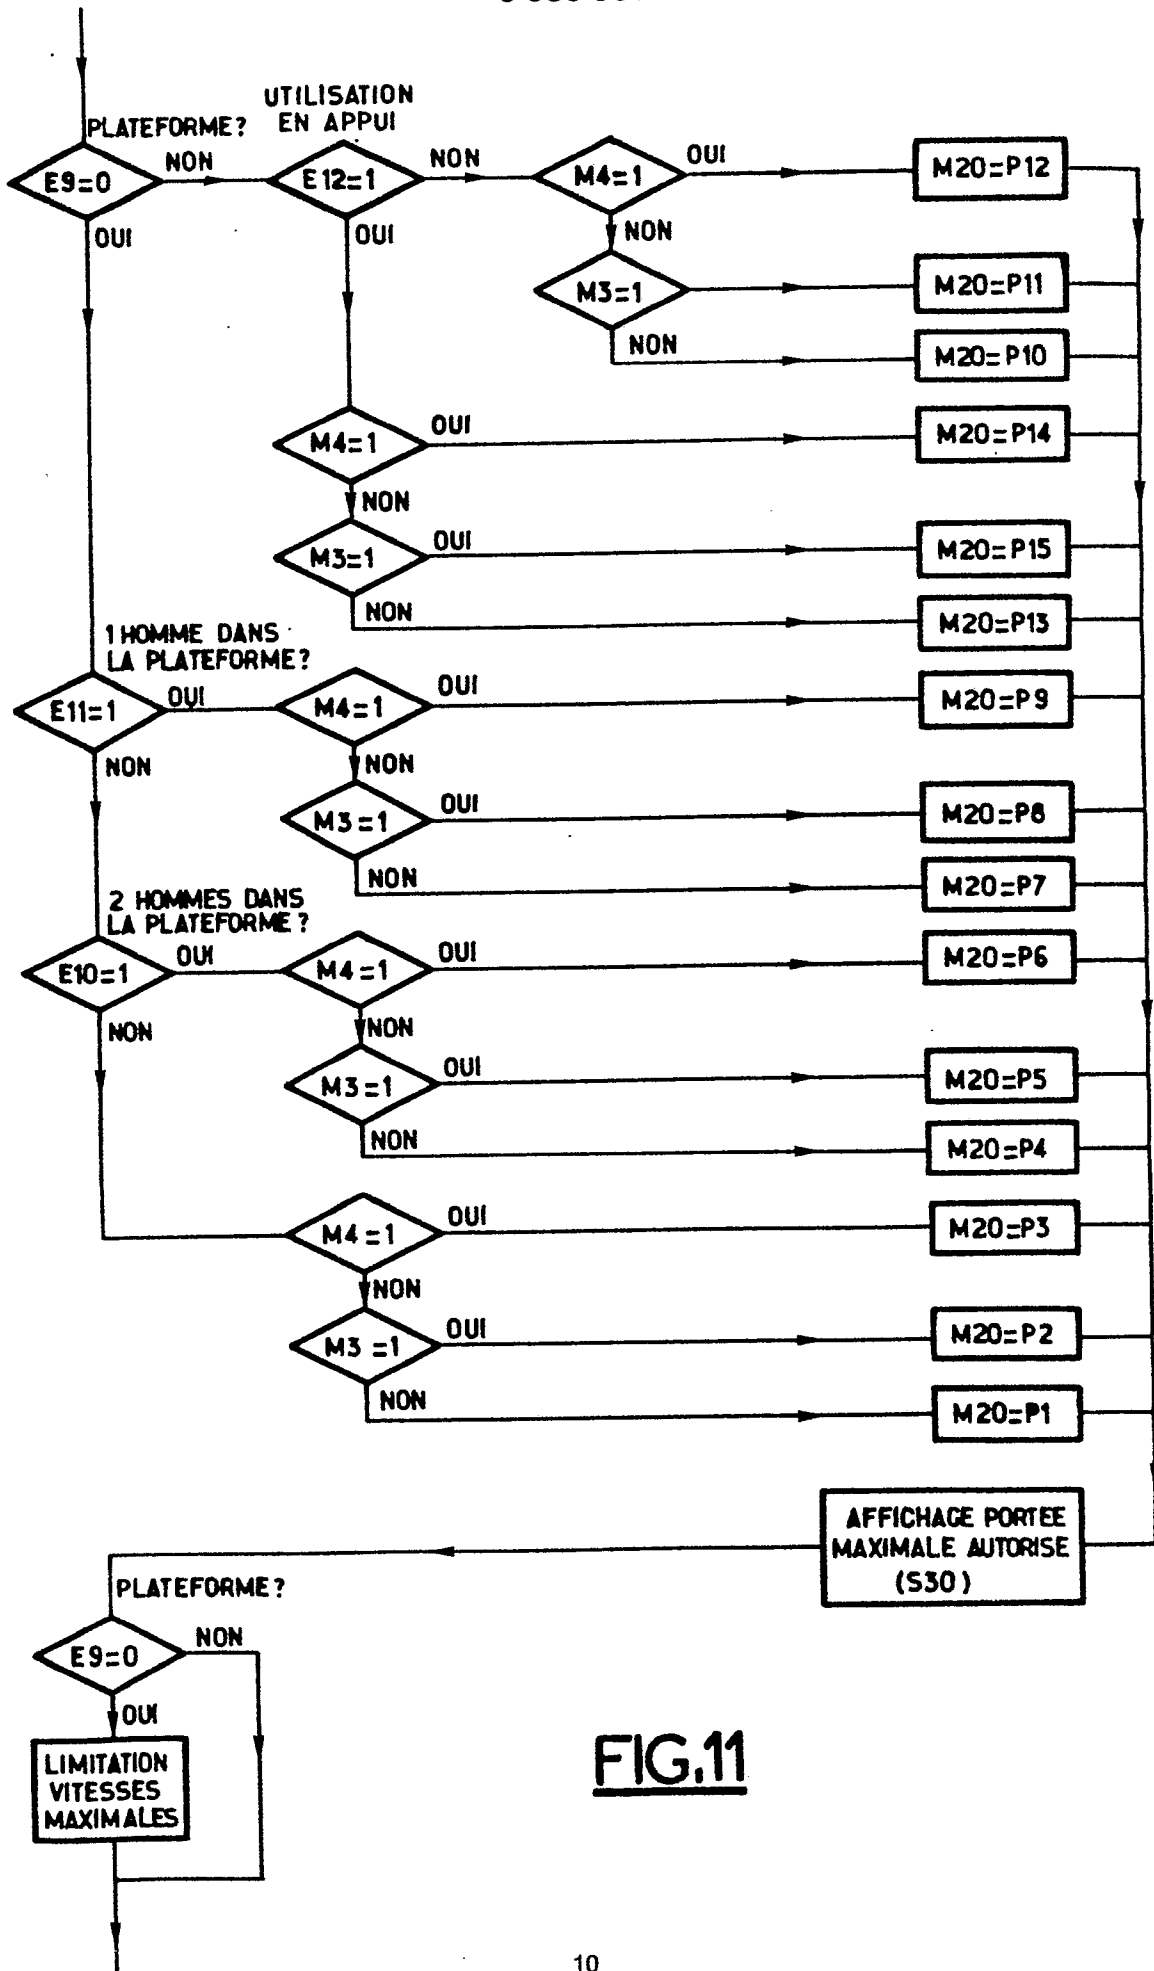 PLATEFORME?
UTILISATION
EN APPUI
E9=0
NON
E12=1
NON
M4=1
OUI
M20=P12
OUI
OUI
NON
M3=1
M20=P11
NON
M20=P10
M4=1
OUI
M20=P14
NON
M3=1
OUI
M20=P15
NON
M20=P13
1 HOMME DANS
LA PLATEFORME?
E11=1
OUI
M4=1
OUI
M20=P9
NON
NON
M3=1
OUI
M20=P8
NON
M20=P7
2 HOMMES DANS
LA PLATEFORME?
E10=1
OUI
M4=1
OUI
M20=P6
NON
NON
M3=1
OUI
M20=P5
NON
M20=P4
M4=1
OUI
M20=P3
NON
M3=1
OUI
M20=P2
NON
M20=P1
AFFICHAGE PORTEE
MAXIMALE AUTORISE
(S30)
PLATEFORME?
E9=0
NON
OUI
LIMITATION
VITESSES
MAXIMALES
FIG.11
10